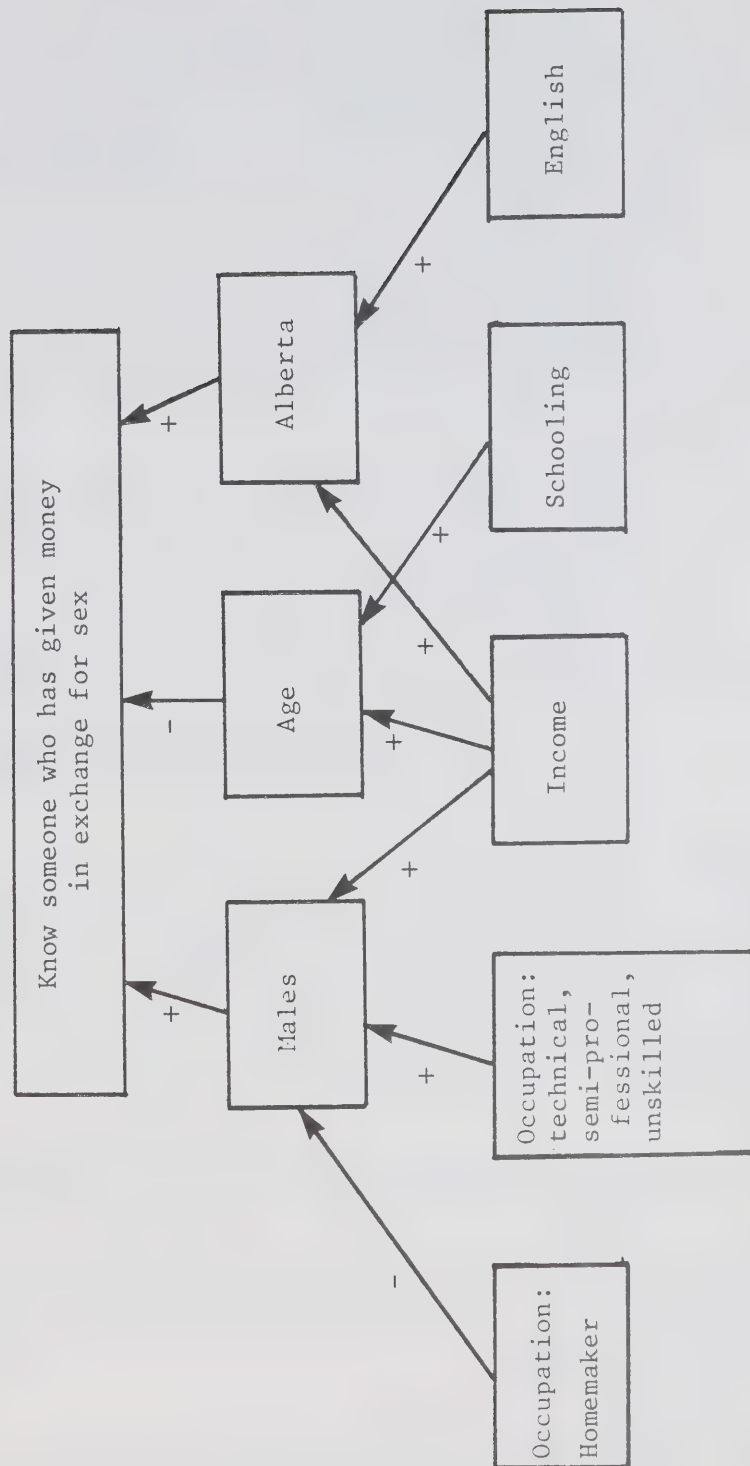 Know someone who has given money
in exchange for sex
+
-
+
Males
Age
Alberta
-
+
+
+
+
+
+
Occupation:
Homemaker
Occupation:
technical,
semi-pro-
fessional,
unskilled
Income
Schooling
English